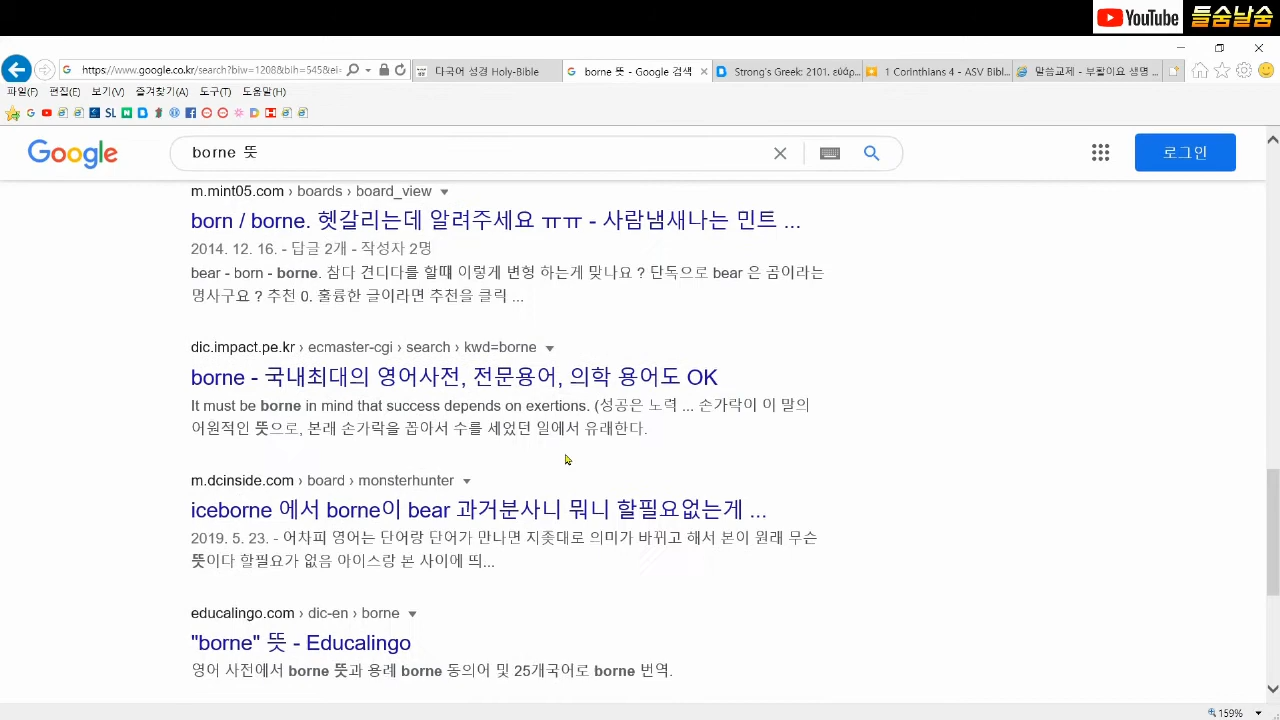 YouTube 들숨날숨
https://www.google.co.kr/search?biw=1208&bih=545&ei=
다국어 성경 Holy-Bible
borne 뜻 - Google 검색
Strong's Greek: 2101. εὐάρ...
1 Corinthians 4 - ASV Bibl...
말씀교제 - 부활이요 생명 ...
파일(F) 편집(E) 보기(V) 즐겨찾기(A) 도구(T) 도움말(H)
Google
borne 뜻
로그인
m.mint05.com › boards › board_view
born / borne. 헷갈리는데 알려주세요 ㅠㅠ - 사람냄새나는 민트 ...
2014. 12. 16. - 답글 2개 - 작성자 2명
bear - born - borne. 참다 견디다를 할때 이렇게 변형 하는게 맞나요 ? 단독으로 bear 은 곰이라는
명사구요 ? 추천 0. 훌륭한 글이라면 추천을 클릭 ...
dic.impact.pe.kr › ecmaster-cgi › search › kwd=borne
borne - 국내최대의 영어사전, 전문용어, 의학 용어도 OK
It must be borne in mind that success depends on exertions. (성공은 노력 ... 손가락이 이 말의
어원적인 뜻으로, 본래 손가락을 꼽아서 수를 세었던 일에서 유래한다.
m.dcinside.com › board › monsterhunter
iceborne 에서 borne이 bear 과거분사니 뭐니 할필요없는게 ...
2019. 5. 23. - 어차피 영어는 단어랑 단어가 만나면 지좆대로 의미가 바뀌고 해서 본이 원래 무슨
뜻이다 할필요가 없음 아이스랑 본 사이에 띄...
educalingo.com › dic-en › borne
"borne" 뜻 - Educalingo
영어 사전에서 borne 뜻과 용례 borne 동의어 및 25개국어로 borne 번역.
159%